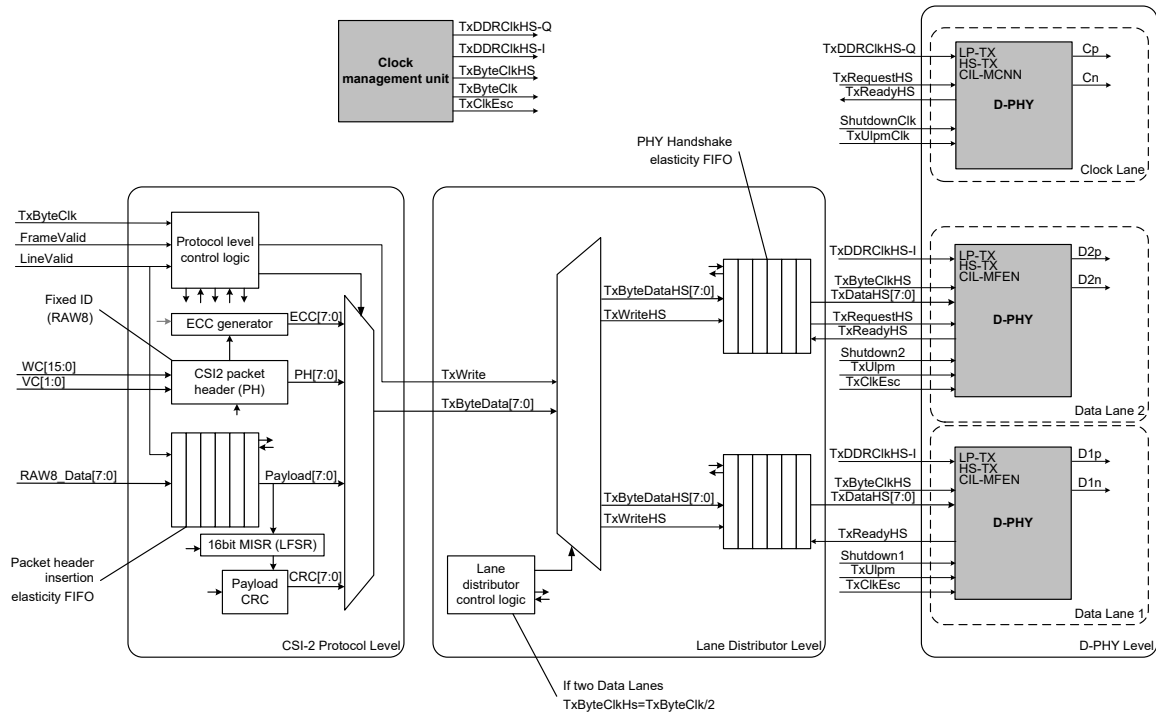 TxDDRClkHS-Q
TxDDRClkHS-I
TxByteClkHS
TxByteClk
TxClkEsc
Clock
management unit
TxDDRClkHS-Q
TxRequestHS
TxReadyHS
ShutdownClk
TxUlpmClk
LP-TX
HS-TX
CIL-MCNN
D-PHY
Cp
Cn
Clock Lane
PHY Handshake
elasticity FIFO
TxByteClk
FrameValid
LineValid
Protocol level
control logic
Fixed ID
(RAW8)
ECC generator
ECC[7:0]
WC[15:0]
VC[1:0]
CSI2 packet
header (PH)
PH[7:0]
RAW8_Data[7:0]
Payload[7:0]
16bit MISR (LFSR)
Payload
CRC
CRC[7:0]
Packet header
insertion
elasticity FIFO
CSI-2 Protocol Level
TxWrite
TxByteData[7:0]
TxByteDataHS[7:0]
TxWriteHS
TxByteDataHS[7:0]
TxWriteHS
Lane
distributor
control logic
Lane Distributor Level
If two Data Lanes
TxByteClkHs=TxByteClk/2
TxDDRClkHS-I
TxByteClkHS
TxDataHS[7:0]
TxRequestHS
TxReadyHS
Shutdown2
TxUlpm
TxClkEsc
LP-TX
HS-TX
CIL-MFEN
D-PHY
D2p
D2n
Data Lane 2
TxDDRClkHS-I
TxByteClkHS
TxDataHS[7:0]
TxReadyHS
Shutdown1
TxUlpm
TxClkEsc
LP-TX
HS-TX
CIL-MFEN
D-PHY
D1p
D1n
Data Lane 1
D-PHY Level